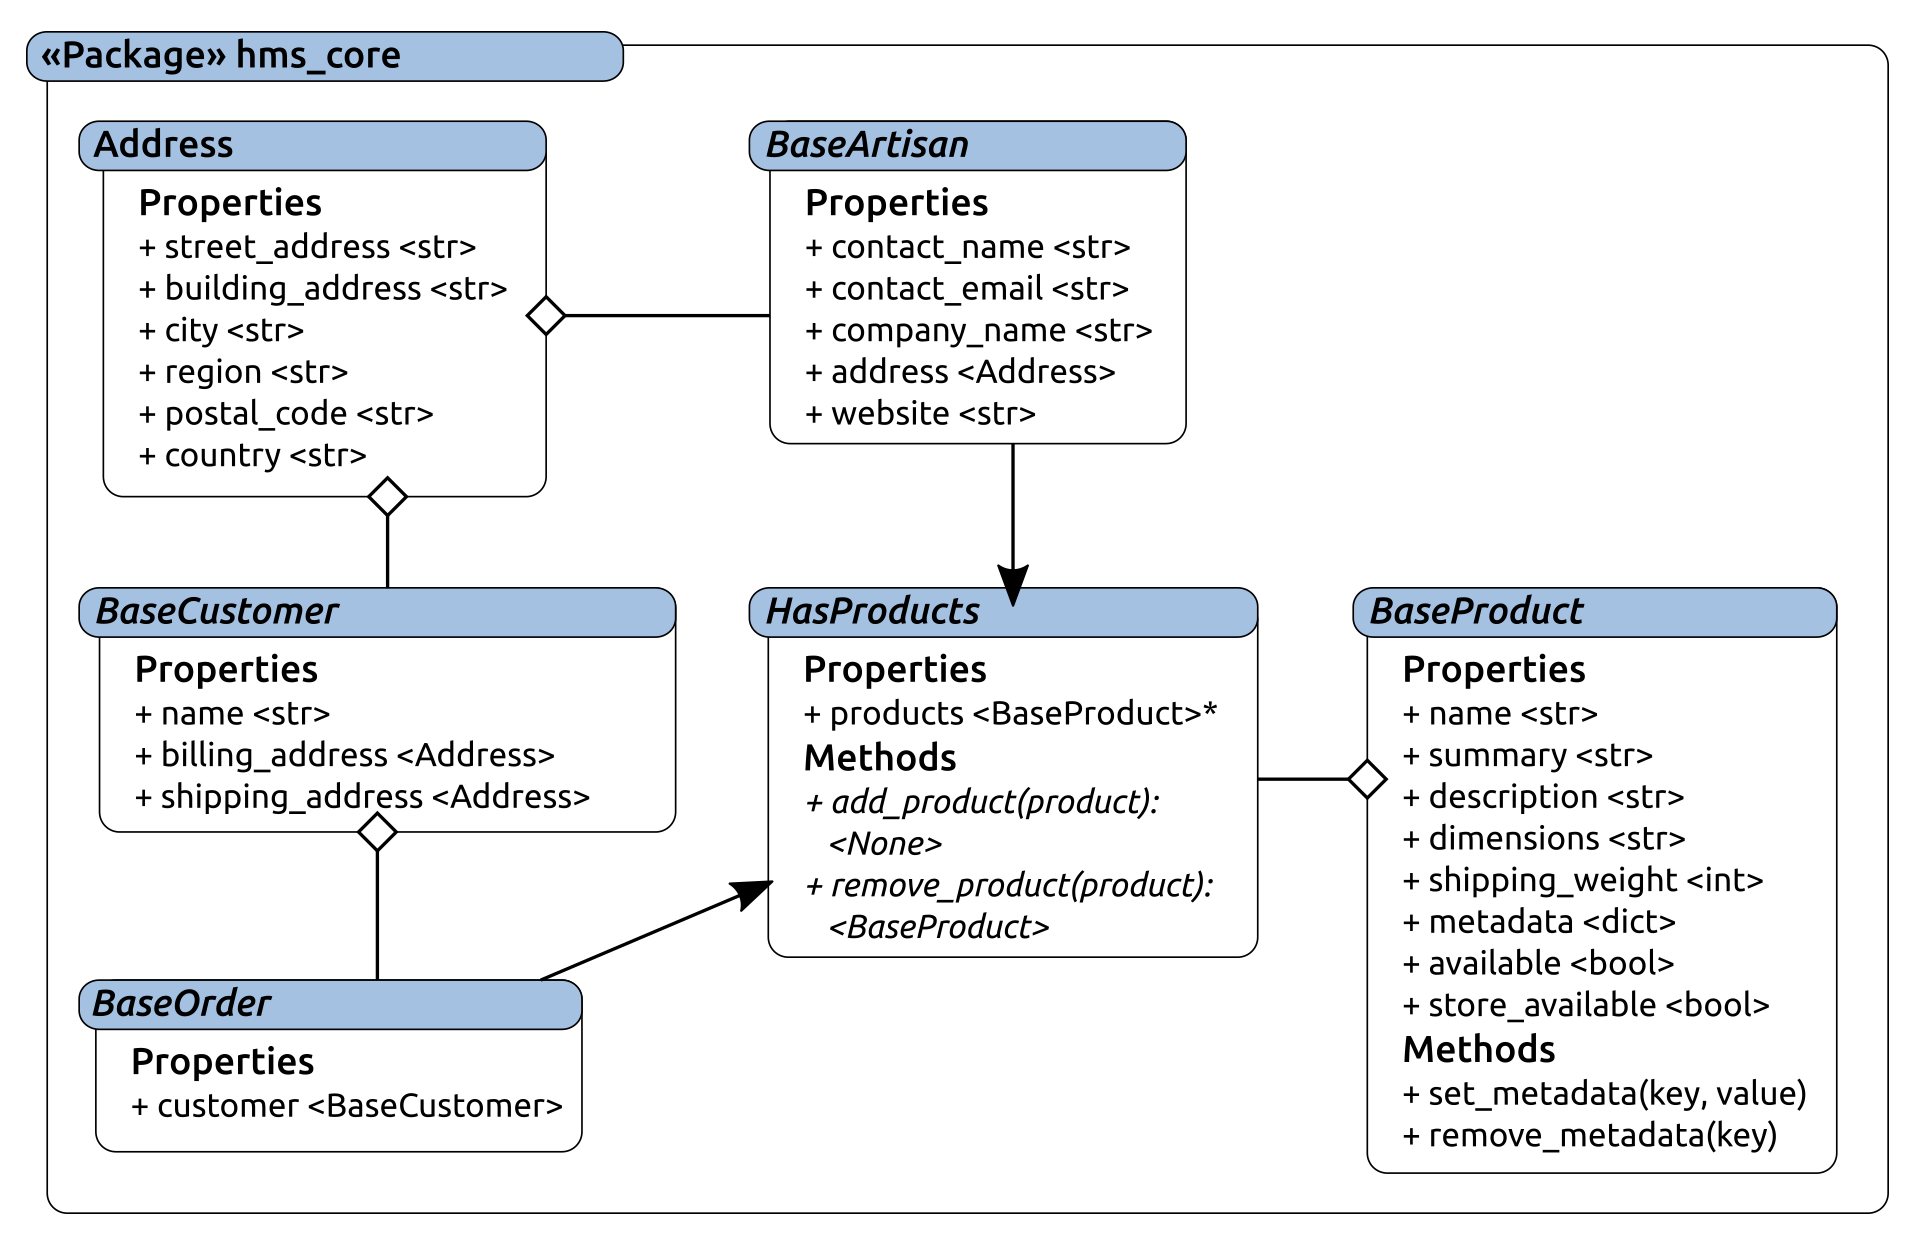 «Package» hms_core
Address
Properties
+ street_address <str>
+ building_address <str>
+ city <str>
+ region <str>
+ postal_code <str>
+ country <str>
BaseArtisan
Properties
+ contact_name <str>
+ contact_email <str>
+ company_name <str>
+ address <Address>
+ website <str>
BaseCustomer
Properties
+ name <str>
+ billing_address <Address>
+ shipping_address <Address>
HasProducts
Properties
+ products <BaseProduct>*
Methods
+ add_product(product):
<None>
+ remove_product(product):
<BaseProduct>
BaseProduct
Properties
+ name <str>
+ summary <str>
+ description <str>
+ dimensions <str>
+ shipping_weight <int>
+ metadata <dict>
+ available <bool>
+ store_available <bool>
Methods
+ set_metadata(key, value)
+ remove_metadata(key)
BaseOrder
Properties
+ customer <BaseCustomer>